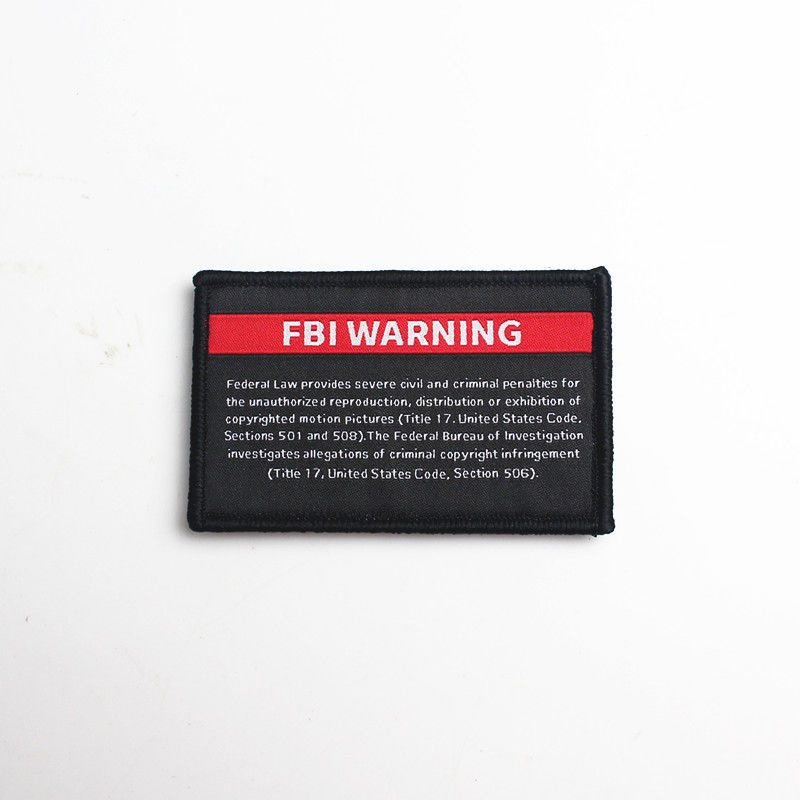 FBI WARNING
Federal Law provides severe civil and criminal penalties for
the unauthorized reproduction, distribution or exhibition of
copyrighted motion pictures (Title 17, United States Code,
Sections 501 and 508).The Federal Bureau of Investigation
investigates allegations of criminal copyright infringement
(Title 17, United States Code, Section 506).